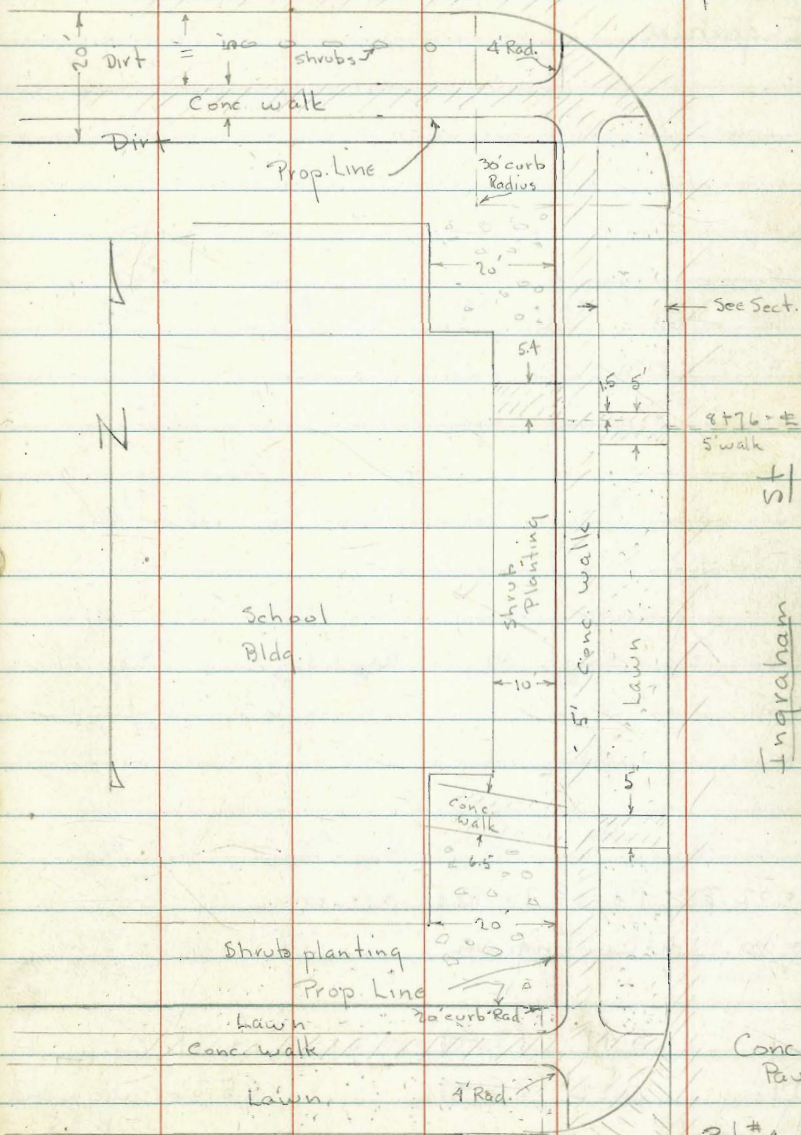 20'
Dirt
shrubs
4' Rad.
Conc. walk
Dirt
Prop. Line
30' curb
Radius
20'
See Sect.
5.4
1.5
5'
8+76 = ℄
5' walk
N
St
Ingraham
Shrub
Planting
5' Conc. walk
Lawn
School
Bldg.
10'
5'
Conc.
walk
6.5
20'
Shrub planting
Prop. Line
20' curb Rad.
Lawn
Conc. walk
Conc
Lawn
4' Rad.